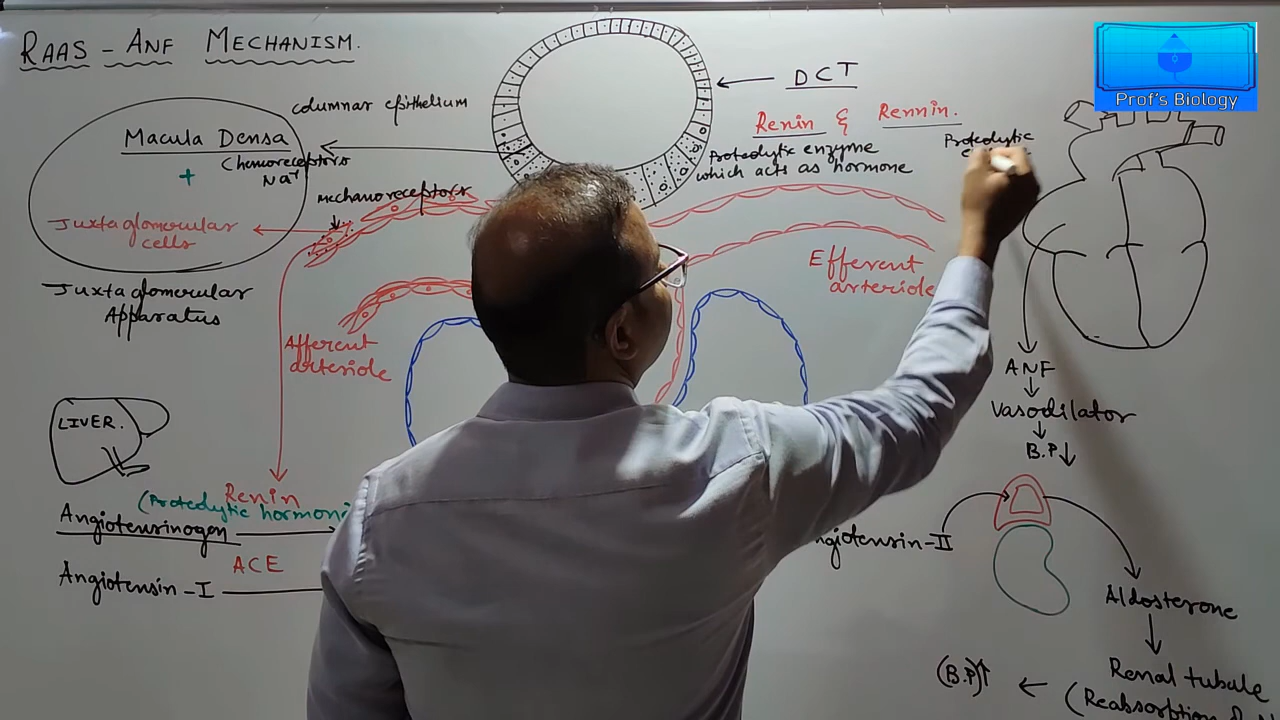 RAAS - ANF MECHANISM.
Prof's Biology
DCT
columnar epithelium
Renin & Rennin.
MACULA DENSA
Chemoreceptors
Na+
+
Proteolytic enzyme
which acts as hormone
Proteolytic
mechanoreceptors
Juxtaglomerular
cells
Juxtaglomerular
Apparatus
Efferent
arteriole
Afferent
arteriole
ANF
Vasodilator
B.P↓
LIVER.
Renin
(Proteolytic hormone
Angiotensinogen
ACE
Angiotensin - I
ngiotensin-II
Aldosterone
Renal tubule
(B.P)↑
(Reabsorption